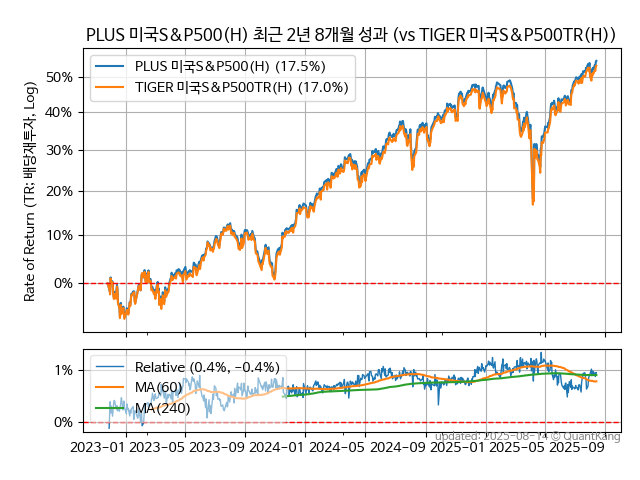 PLUS 미국S&P500(H) 최근 2년 8개월 성과 (vs TIGER 미국S&P500TR(H))
Rate of Return (TR: 배당재투자, Log)
50%
40%
30%
20%
10%
0%
PLUS 미국S&P500(H) (17.5%)
TIGER 미국S&P500TR(H) (17.0%)
1%
0%
Relative (0.4%, -0.4%)
MA(60)
MA(240)
2023-01 2023-05 2023-09 2024-01 2024-05 2024-09 2025-01 2025-05 2025-09
updated: 2025-08-14 © QuantKang